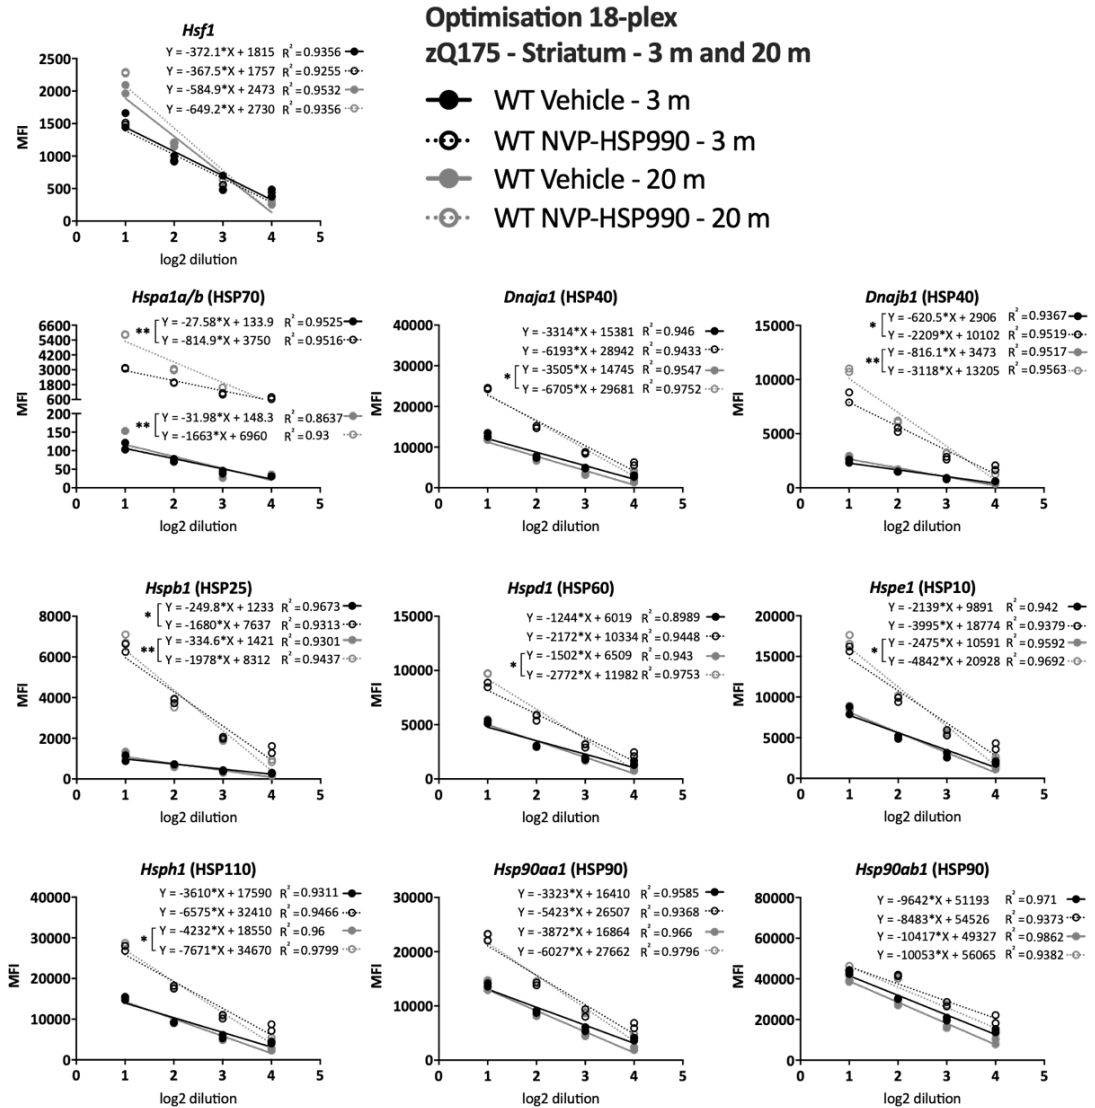 Optimisation 18-plex
zQ175 - Striatum - 3 m and 20 m
WT Vehicle - 3 m
WT NVP-HSP990 - 3 m
WT Vehicle - 20 m
WT NVP-HSP990 - 20 m
Hsf1
Y = -372.1*X + 1815 R² = 0.9356
Y = -367.5*X + 1757 R² = 0.9255
Y = -584.9*X + 2473 R² = 0.9532
Y = -649.2*X + 2730 R² = 0.9356
MFI
2500
2000
1500
1000
500
0
0 1 2 3 4 5
log2 dilution
Hspa1a/b (HSP70)
** Y = -27.58*X + 133.9 R² = 0.9525
Y = -814.9*X + 3750 R² = 0.9516
** Y = -31.98*X + 148.3 R² = 0.8637
Y = -1663*X + 6960 R² = 0.93
MFI
6600
5400
4200
3000
1800
600
200
150
100
50
0
0 1 2 3 4 5
log2 dilution
Dnaja1 (HSP40)
Y = -3314*X + 15381 R² = 0.946
Y = -6193*X + 28942 R² = 0.9433
* Y = -3505*X + 14745 R² = 0.9547
Y = -6705*X + 29681 R² = 0.9752
MFI
40000
30000
20000
10000
0
0 1 2 3 4 5
log2 dilution
Dnajb1 (HSP40)
* Y = -620.5*X + 2906 R² = 0.9367
Y = -2209*X + 10102 R² = 0.9519
** Y = -816.1*X + 3473 R² = 0.9517
Y = -3118*X + 13205 R² = 0.9563
MFI
15000
10000
5000
0
0 1 2 3 4 5
log2 dilution
Hspb1 (HSP25)
* Y = -249.8*X + 1233 R² = 0.9673
Y = -1680*X + 7637 R² = 0.9313
** Y = -334.6*X + 1421 R² = 0.9301
Y = -1978*X + 8312 R² = 0.9437
MFI
8000
6000
4000
2000
0
0 1 2 3 4 5
log2 dilution
Hspd1 (HSP60)
Y = -1244*X + 6019 R² = 0.8989
Y = -2172*X + 10334 R² = 0.9448
* Y = -1502*X + 6509 R² = 0.943
Y = -2772*X + 11982 R² = 0.9753
MFI
15000
10000
5000
0
0 1 2 3 4 5
log2 dilution
Hspe1 (HSP10)
Y = -2139*X + 9891 R² = 0.942
Y = -3995*X + 18774 R² = 0.9379
* Y = -2475*X + 10591 R² = 0.9592
Y = -4842*X + 20928 R² = 0.9692
MFI
20000
15000
10000
5000
0
0 1 2 3 4 5
log2 dilution
Hsph1 (HSP110)
Y = -3610*X + 17590 R² = 0.9311
Y = -6575*X + 32410 R² = 0.9466
* Y = -4232*X + 18550 R² = 0.96
Y = -7671*X + 34670 R² = 0.9799
MFI
40000
30000
20000
10000
0
0 1 2 3 4 5
log2 dilution
Hsp90aa1 (HSP90)
Y = -3323*X + 16410 R² = 0.9585
Y = -5423*X + 26507 R² = 0.9368
Y = -3872*X + 16864 R² = 0.966
Y = -6027*X + 27662 R² = 0.9796
MFI
30000
20000
10000
0
0 1 2 3 4 5
log2 dilution
Hsp90ab1 (HSP90)
Y = -9642*X + 51193 R² = 0.971
Y = -8483*X + 54526 R² = 0.9373
Y = -10417*X + 49327 R² = 0.9862
Y = -10053*X + 56065 R² = 0.9382
MFI
80000
60000
40000
20000
0
0 1 2 3 4 5
log2 dilution